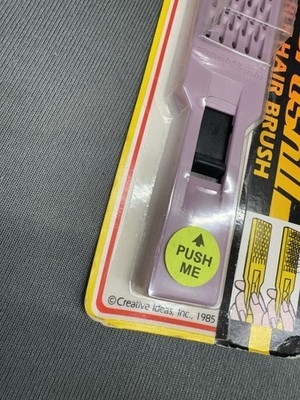 HAIR BRUSH
PUSH
ME
©Creative Ideas, Inc., 1985